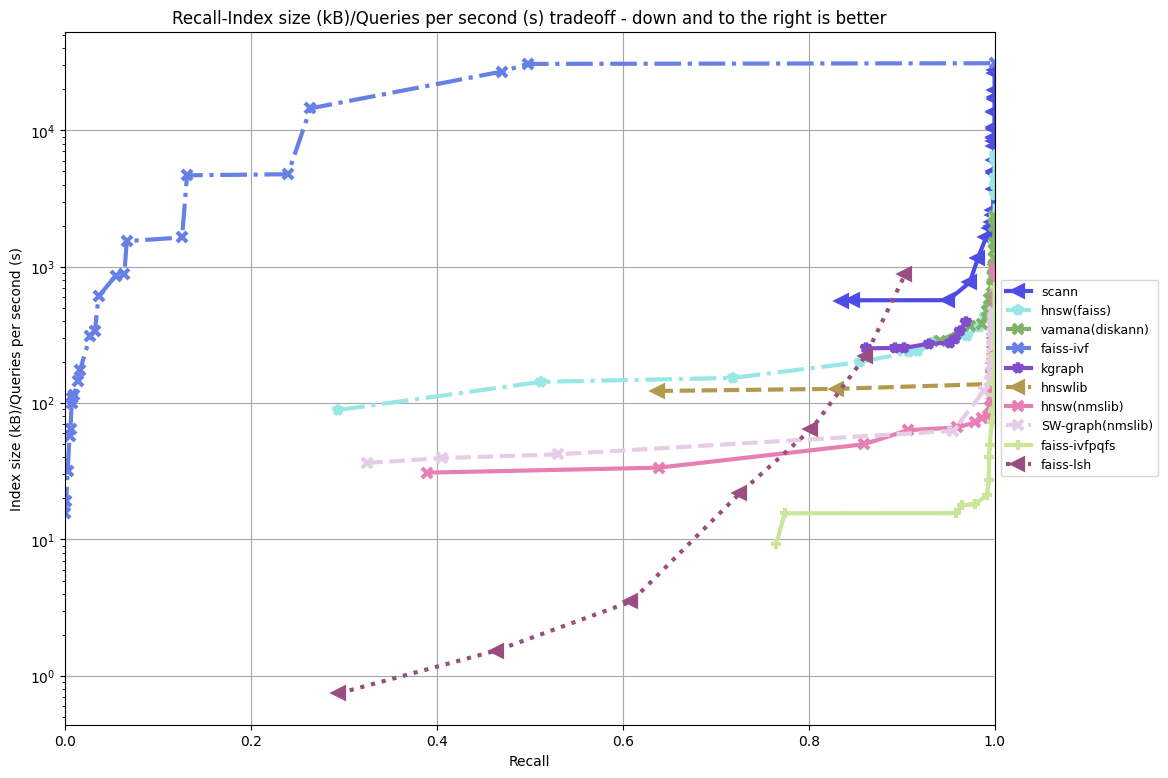 Recall-Index size (kB)/Queries per second (s) tradeoff - down and to the right is better
Index size (kB)/Queries per second (s)
10⁴
10³
10²
10¹
10⁰
0.0 0.2 0.4 0.6 0.8 1.0
Recall
scann
hnsw(faiss)
vamana(diskann)
faiss-ivf
kgraph
hnswlib
hnsw(nmslib)
SW-graph(nmslib)
faiss-ivfpqfs
faiss-lsh